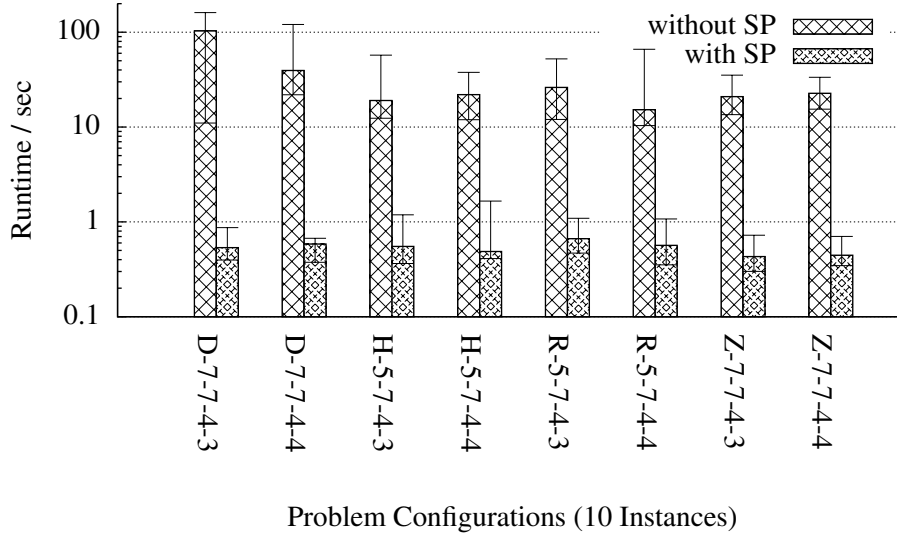 without SP
with SP
100
10
1
0.1
Runtime / sec
D-7-7-4-3
D-7-7-4-4
H-5-7-4-3
H-5-7-4-4
R-5-7-4-3
R-5-7-4-4
Z-7-7-4-3
Z-7-7-4-4
Problem Configurations (10 Instances)